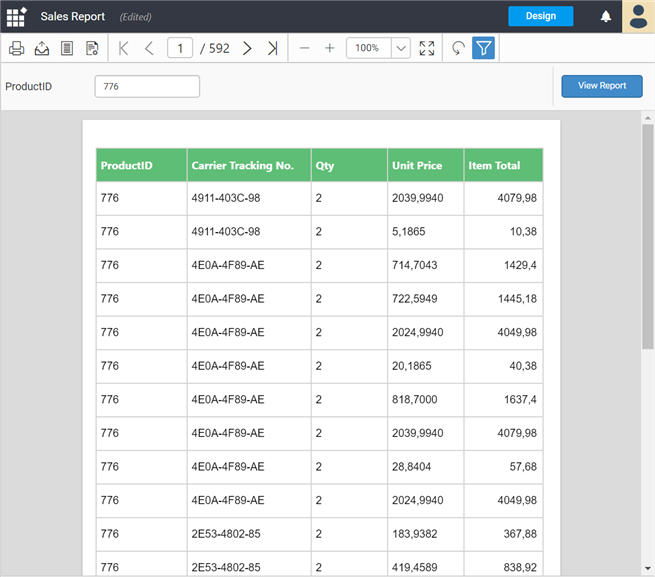 Sales Report (Edited) Design
1 / 592 100%
ProductID 776 View Report
ProductID Carrier Tracking No. Qty Unit Price Item Total
776 4911-403C-98 2 2039,9940 4079,98
776 4911-403C-98 2 5,1865 10,38
776 4E0A-4F89-AE 2 714,7043 1429,4
776 4E0A-4F89-AE 2 722,5949 1445,18
776 4E0A-4F89-AE 2 2024,9940 4049,98
776 4E0A-4F89-AE 2 20,1865 40,38
776 4E0A-4F89-AE 2 818,7000 1637,4
776 4E0A-4F89-AE 2 2039,9940 4079,98
776 4E0A-4F89-AE 2 28,8404 57,68
776 4E0A-4F89-AE 2 2024,9940 4049,98
776 2E53-4802-85 2 183,9382 367,88
776 2E53-4802-85 2 419,4589 838,92